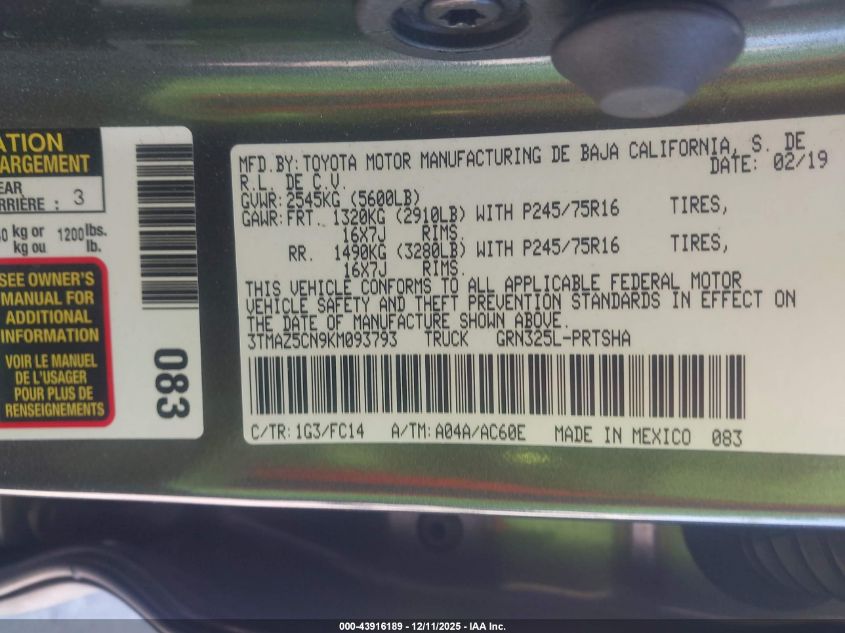 ATION
ARGEMENT
EAR
RRIÈRE : 3
kg or 1200 lbs.
kg ou lb.
SEE OWNER'S
MANUAL FOR
ADDITIONAL
INFORMATION
VOIR LE MANUEL
DE L'USAGER
POUR PLUS DE
RENSEIGNEMENTS
083
MFD.BY:TOYOTA MOTOR MANUFACTURING DE BAJA CALIFORNIA, S. DE
R.L. DE C.V. DATE: 02/19
GVWR:2545KG (5600LB)
GAWR:FRT. 1320KG (2910LB) WITH P245/75R16 TIRES,
16X7J RIMS.
RR. 1490KG (3280LB) WITH P245/75R16 TIRES,
16X7J RIMS.
THIS VEHICLE CONFORMS TO ALL APPLICABLE FEDERAL MOTOR
VEHICLE SAFETY AND THEFT PREVENTION STANDARDS IN EFFECT ON
THE DATE OF MANUFACTURE SHOWN ABOVE.
3TMAZ5CN9KM093793 TRUCK GRN325L-PRTSHA
C/TR:1G3/FC14 A/TM:A04A/AC60E MADE IN MEXICO 083
000-43916189 - 12/11/2025 - IAA Inc.